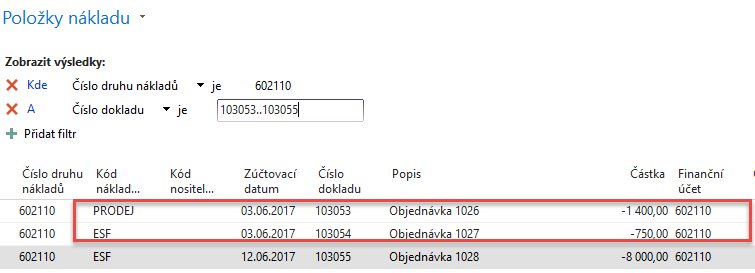 Položky nákladu
Zobrazit výsledky:
Kde Číslo druhu nákladů je 602110
A Číslo dokladu je 103053..103055
Přidat filtr
Číslo druhu nákladů Kód náklad... Kód nositel... Zúčtovací datum Číslo dokladu Popis Částka Finanční účet
602110 PRODEJ 03.06.2017 103053 Objednávka 1026 -1 400,00 602110
602110 ESF 03.06.2017 103054 Objednávka 1027 -750,00 602110
602110 ESF 12.06.2017 103055 Objednávka 1028 -8 000,00 602110